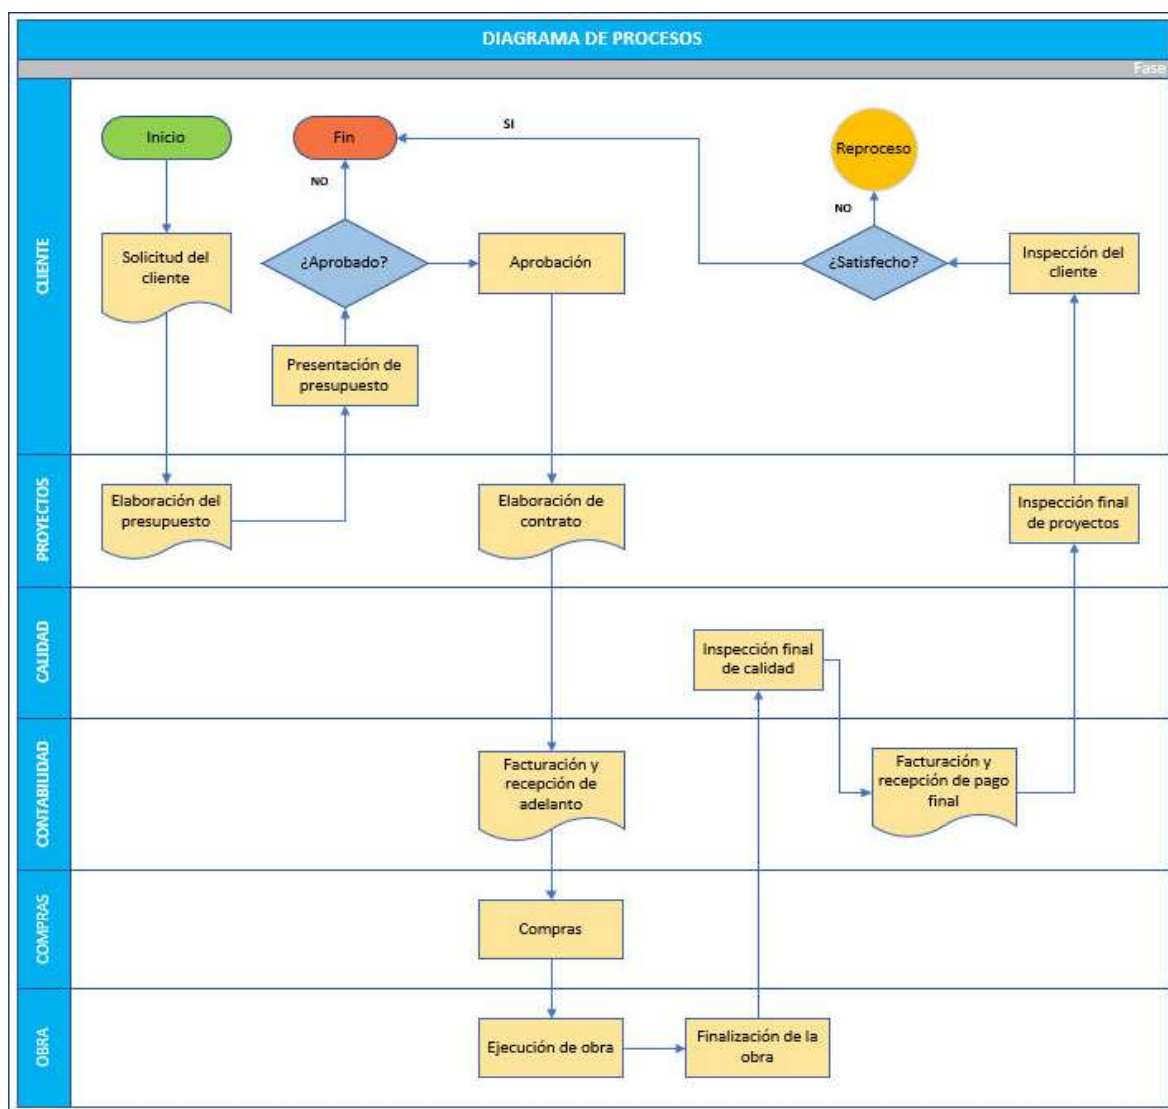 DIAGRAMA DE PROCESOS
Fase
CLIENTE
Inicio
Fin
SI
Reproceso
NO
NO
Solicitud del
cliente
¿Aprobado?
Aprobación
¿Satisfecho?
Inspección del
cliente
Presentación de
presupuesto
PROYECTOS
Elaboración del
presupuesto
Elaboración de
contrato
Inspección final
de proyectos
CALIDAD
Inspección final
de calidad
CONTABILIDAD
Facturación y
recepción de
adelanto
Facturación y
recepción de pago
final
COMPRAS
Compras
OBRA
Ejecución de obra
Finalización de la
obra